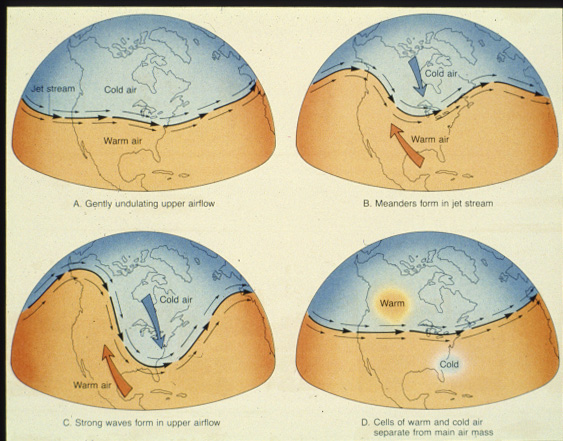 Jet stream
Cold air
Warm air
A. Gently undulating upper airflow
Cold air
Warm air
B. Meanders form in jet stream
Cold air
Warm air
C. Strong waves form in upper airflow
Warm
Cold
D. Cells of warm and cold air
separate from main air mass